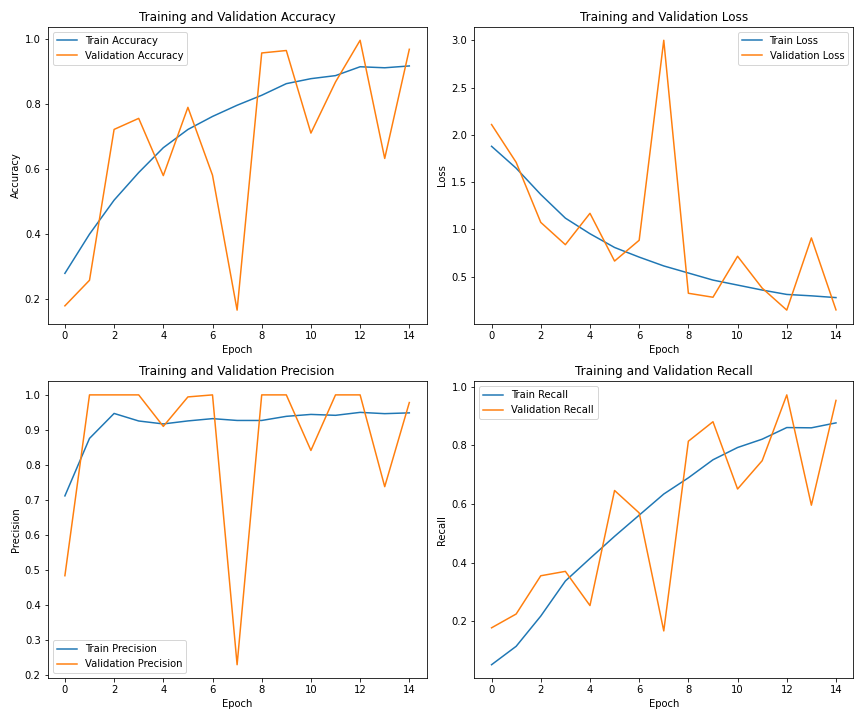 Training and Validation Accuracy
Train Accuracy
Validation Accuracy
1.0
0.8
0.6
0.4
0.2
Accuracy
0 2 4 6 8 10 12 14
Epoch
Training and Validation Loss
Train Loss
Validation Loss
3.0
2.5
2.0
1.5
1.0
0.5
Loss
0 2 4 6 8 10 12 14
Epoch
Training and Validation Precision
1.0
0.9
0.8
0.7
0.6
0.5
0.4
0.3
0.2
Precision
Train Precision
Validation Precision
0 2 4 6 8 10 12 14
Epoch
Training and Validation Recall
Train Recall
Validation Recall
1.0
0.8
0.6
0.4
0.2
Recall
0 2 4 6 8 10 12 14
Epoch